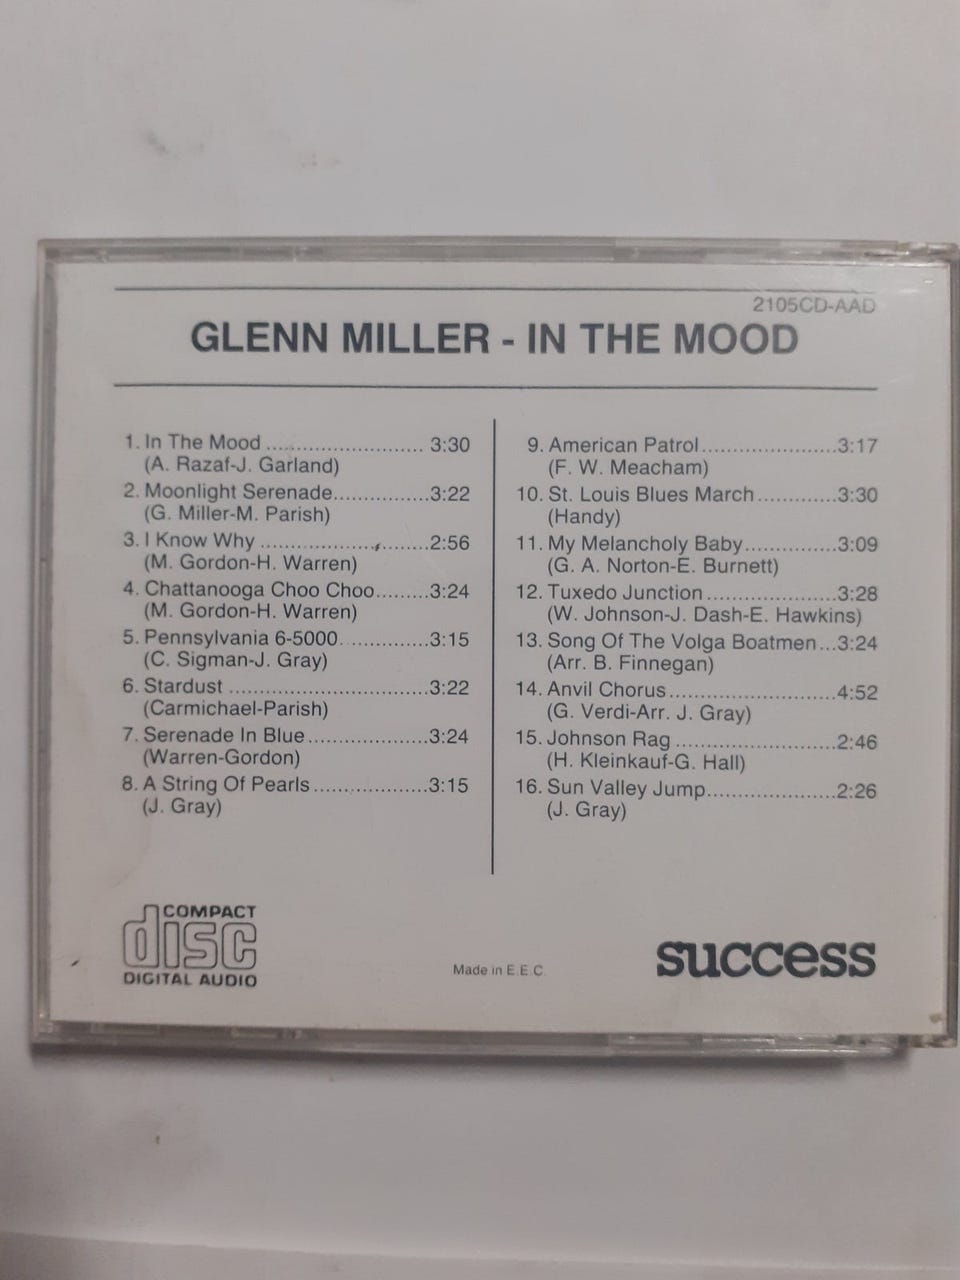 2105CD-AAD
GLENN MILLER - IN THE MOOD
1. In The Mood ........................... 3:30
(A. Razaf-J. Garland)
2. Moonlight Serenade................3:22
(G. Miller-M. Parish)
3. I Know Why ............................2:56
(M. Gordon-H. Warren)
4. Chattanooga Choo Choo.........3:24
(M. Gordon-H. Warren)
5. Pennsylvania 6-5000...............3:15
(C. Sigman-J. Gray)
6. Stardust .................................3:22
(Carmichael-Parish)
7. Serenade In Blue....................3:24
(Warren-Gordon)
8. A String Of Pearls...................3:15
(J. Gray)
9. American Patrol.......................3:17
(F. W. Meacham)
10. St. Louis Blues March.............3:30
(Handy)
11. My Melancholy Baby...............3:09
(G. A. Norton-E. Burnett)
12. Tuxedo Junction ......................3:28
(W. Johnson-J. Dash-E. Hawkins)
13. Song Of The Volga Boatmen...3:24
(Arr. B. Finnegan)
14. Anvil Chorus............................4:52
(G. Verdi-Arr. J. Gray)
15. Johnson Rag ..........................2:46
(H. Kleinkauf-G. Hall)
16. Sun Valley Jump.....................2:26
(J. Gray)
COMPACT
disc
DIGITAL AUDIO
Made in E.E.C.
success